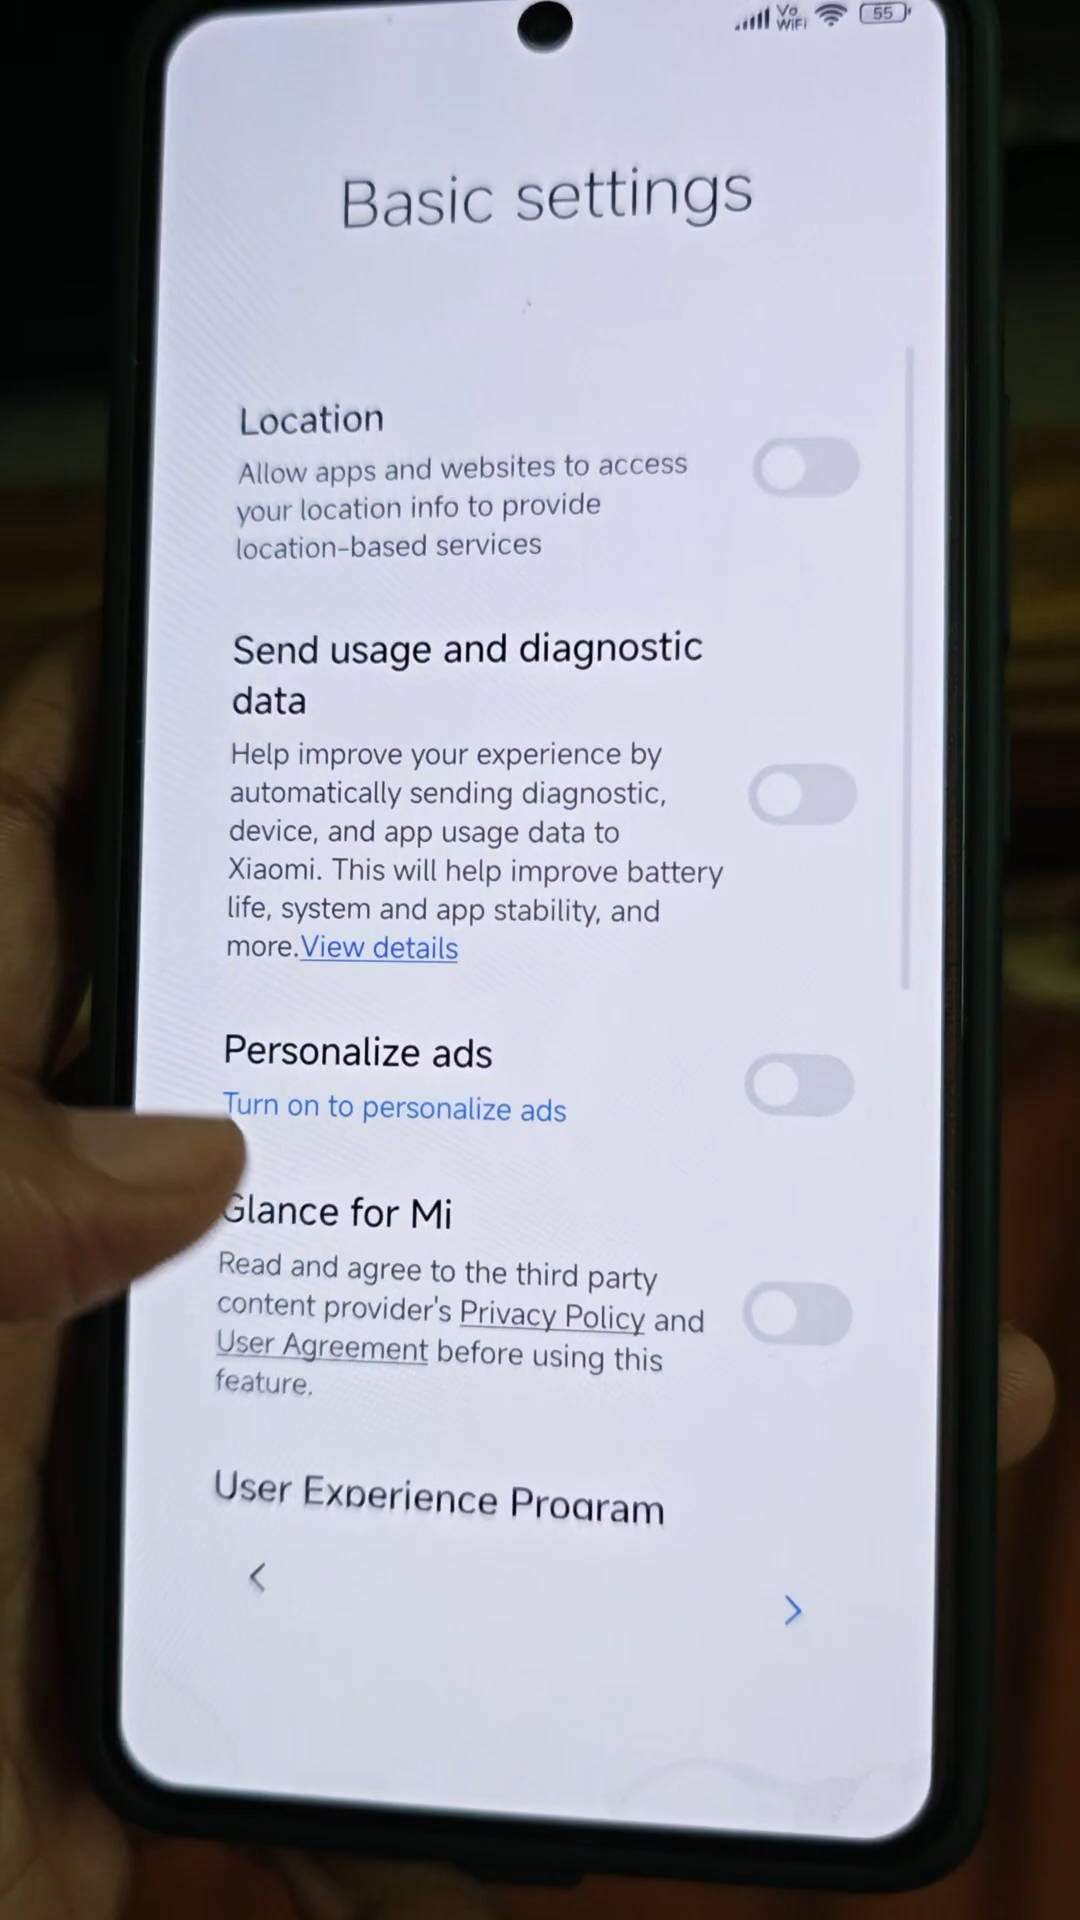 Vo
WiFi
55
Basic settings
Location
Allow apps and websites to access
your location info to provide
location-based services
Send usage and diagnostic
data
Help improve your experience by
automatically sending diagnostic,
device, and app usage data to
Xiaomi. This will help improve battery
life, system and app stability, and
more.View details
Personalize ads
Turn on to personalize ads
Glance for Mi
Read and agree to the third party
content provider's Privacy Policy and
User Agreement before using this
feature.
User Experience Program